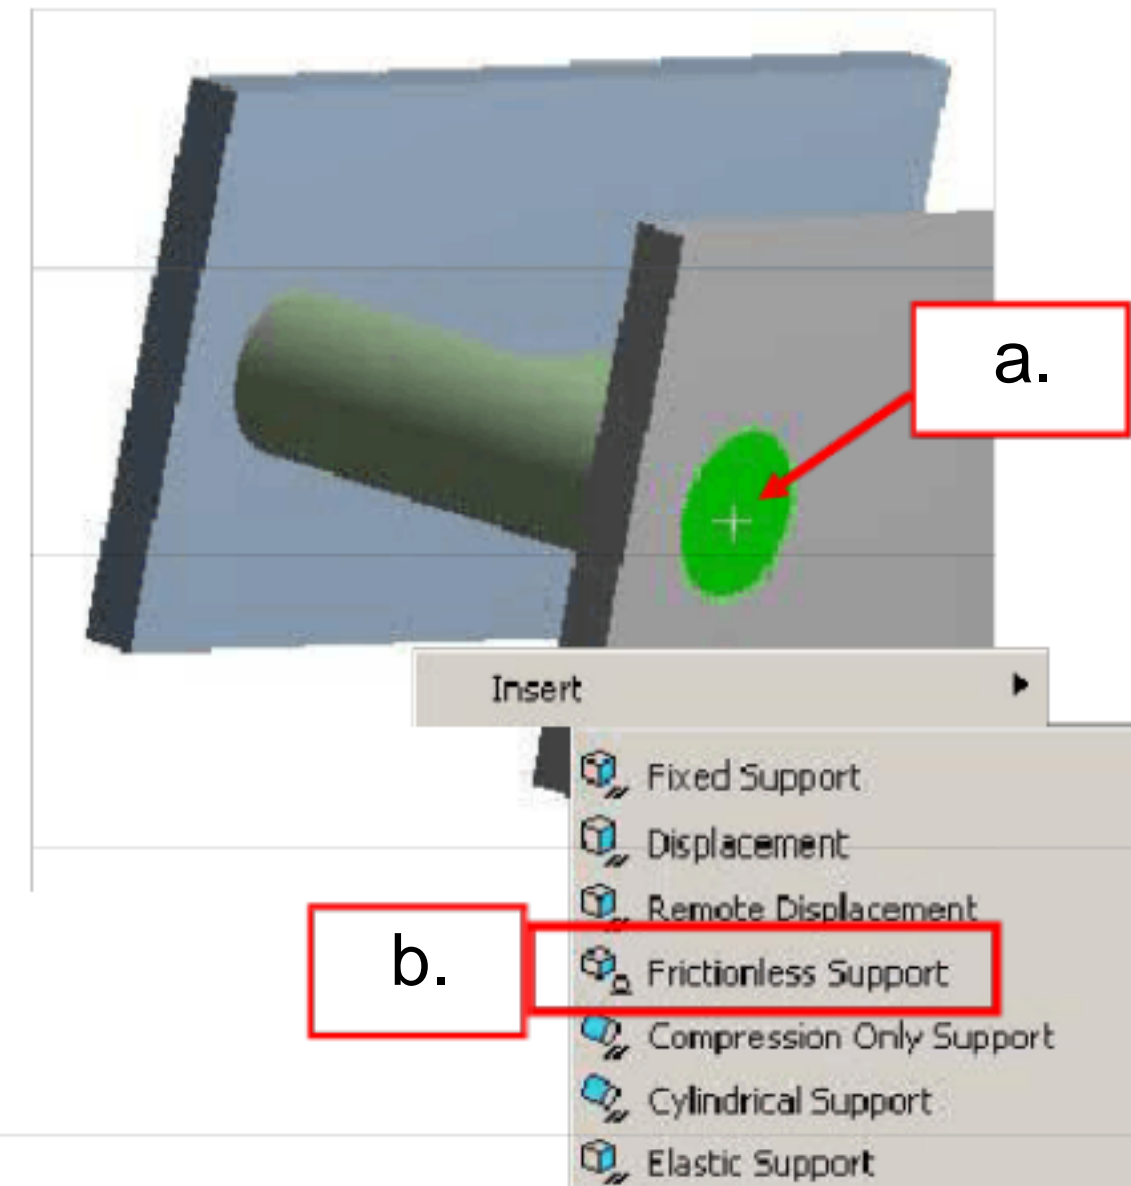 a.
Insert
Fixed Support
Displacement
Remote Displacement
b.
Frictionless Support
Compression Only Support
Cylindrical Support
Elastic Support